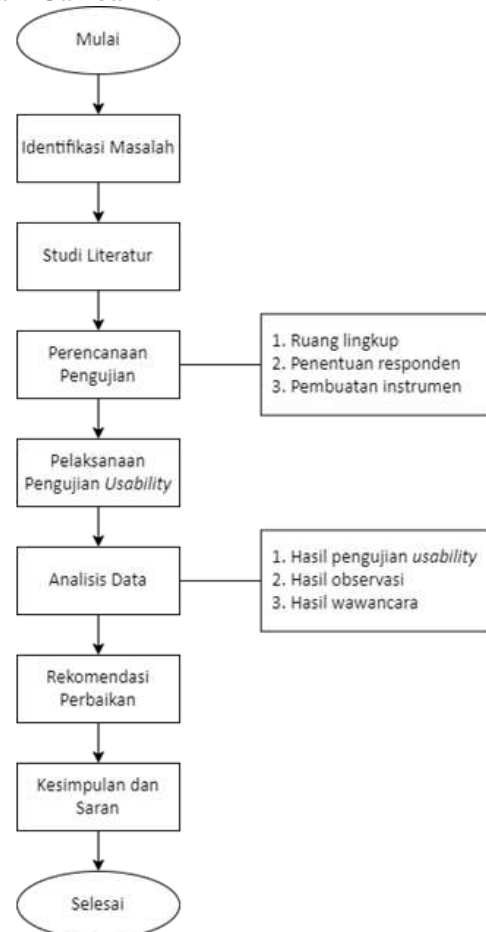 Mulai
Identifikasi Masalah
Studi Literatur
Perencanaan
Pengujian
1. Ruang lingkup
2. Penentuan responden
3. Pembuatan instrumen
Pelaksanaan
Pengujian Usability
Analisis Data
1. Hasil pengujian usability
2. Hasil observasi
3. Hasil wawancara
Rekomendasi
Perbaikan
Kesimpulan dan
Saran
Selesai